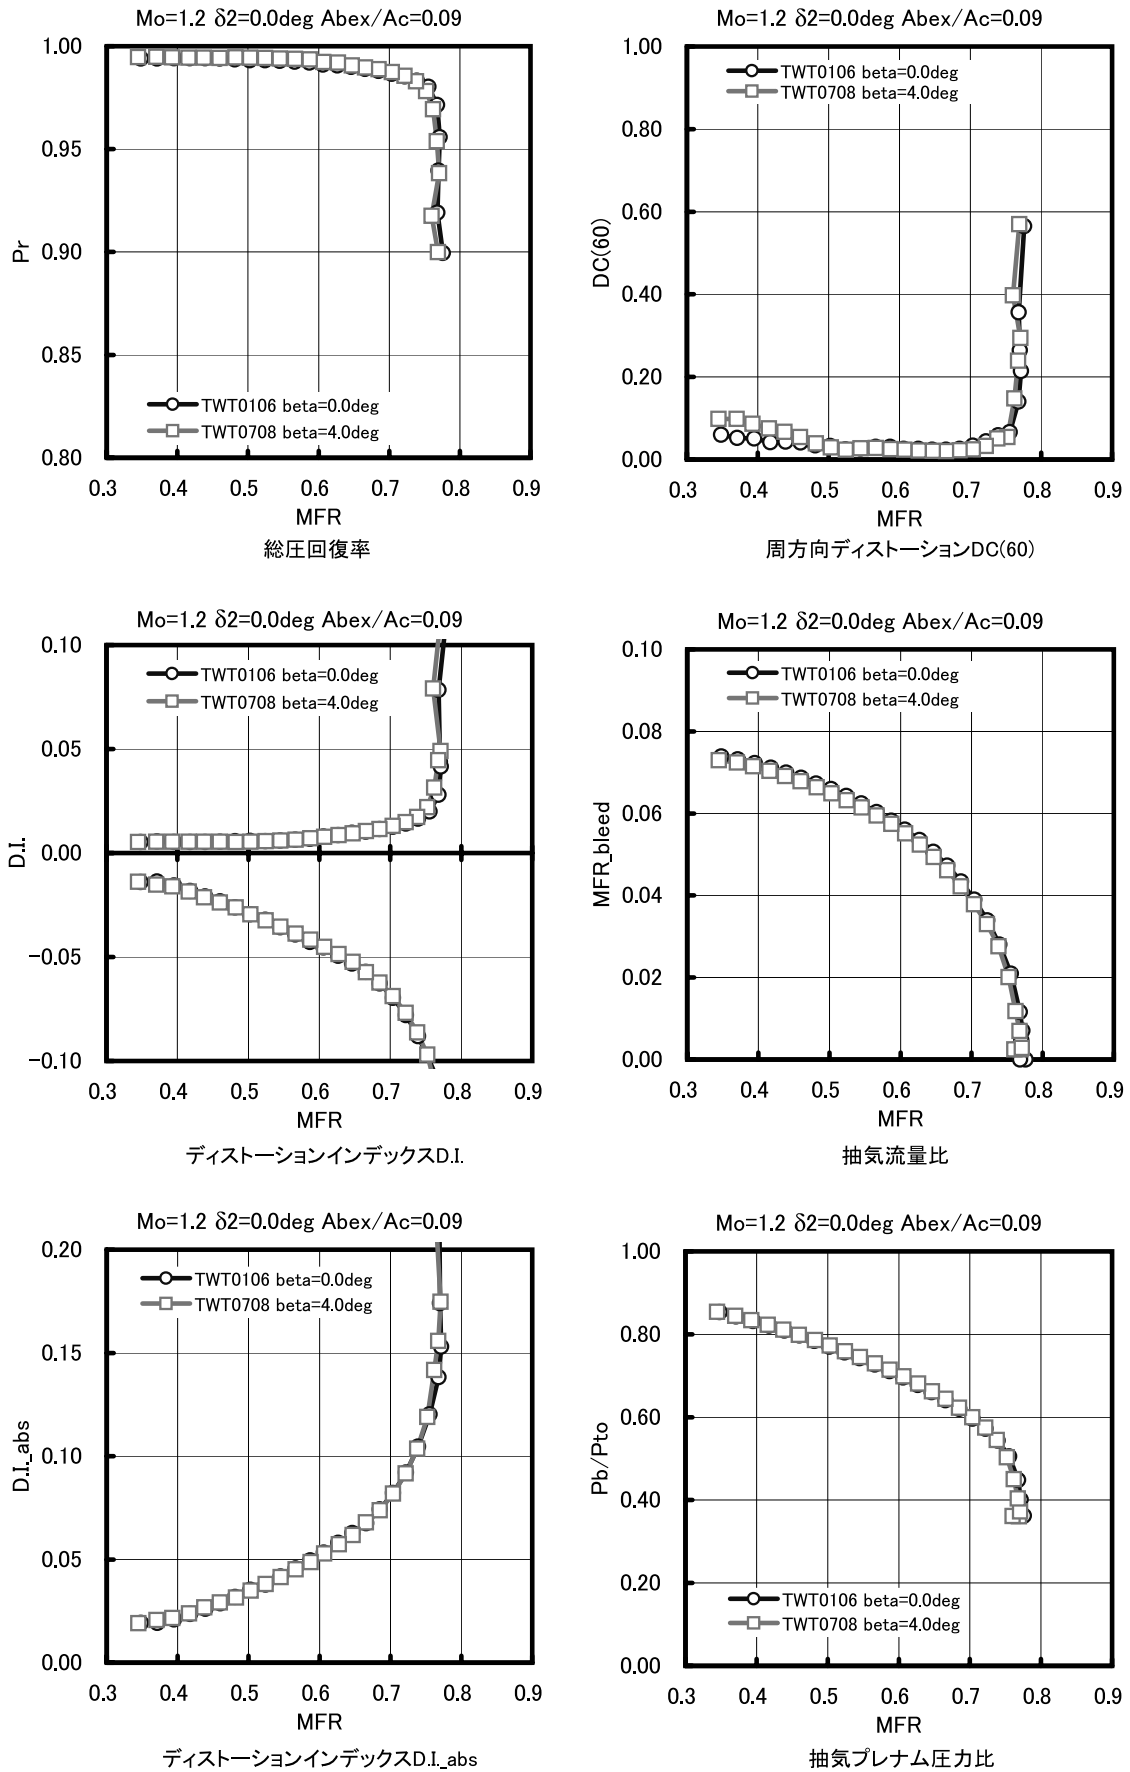 Mo=1.2 δ2=0.0deg Abex/Ac=0.09
1.00
0.95
0.90
0.85
0.80
Pr
TWT0106 beta=0.0deg
TWT0708 beta=4.0deg
0.3 0.4 0.5 0.6 0.7 0.8 0.9
MFR
総圧回復率
Mo=1.2 δ2=0.0deg Abex/Ac=0.09
1.00
0.80
0.60
0.40
0.20
0.00
DC(60)
TWT0106 beta=0.0deg
TWT0708 beta=4.0deg
0.3 0.4 0.5 0.6 0.7 0.8 0.9
MFR
周方向ディストーションDC(60)
Mo=1.2 δ2=0.0deg Abex/Ac=0.09
0.10
0.05
0.00
-0.05
-0.10
D.I.
TWT0106 beta=0.0deg
TWT0708 beta=4.0deg
0.3 0.4 0.5 0.6 0.7 0.8 0.9
MFR
ディストーションインデックスD.I.
Mo=1.2 δ2=0.0deg Abex/Ac=0.09
0.10
0.08
0.06
0.04
0.02
0.00
MFR_bleed
TWT0106 beta=0.0deg
TWT0708 beta=4.0deg
0.3 0.4 0.5 0.6 0.7 0.8 0.9
MFR
抽気流量比
Mo=1.2 δ2=0.0deg Abex/Ac=0.09
0.20
0.15
0.10
0.05
0.00
D.I._abs
TWT0106 beta=0.0deg
TWT0708 beta=4.0deg
0.3 0.4 0.5 0.6 0.7 0.8 0.9
MFR
ディストーションインデックスD.I._abs
Mo=1.2 δ2=0.0deg Abex/Ac=0.09
1.00
0.80
0.60
0.40
0.20
0.00
Pb/Pto
TWT0106 beta=0.0deg
TWT0708 beta=4.0deg
0.3 0.4 0.5 0.6 0.7 0.8 0.9
MFR
抽気プレナム圧力比